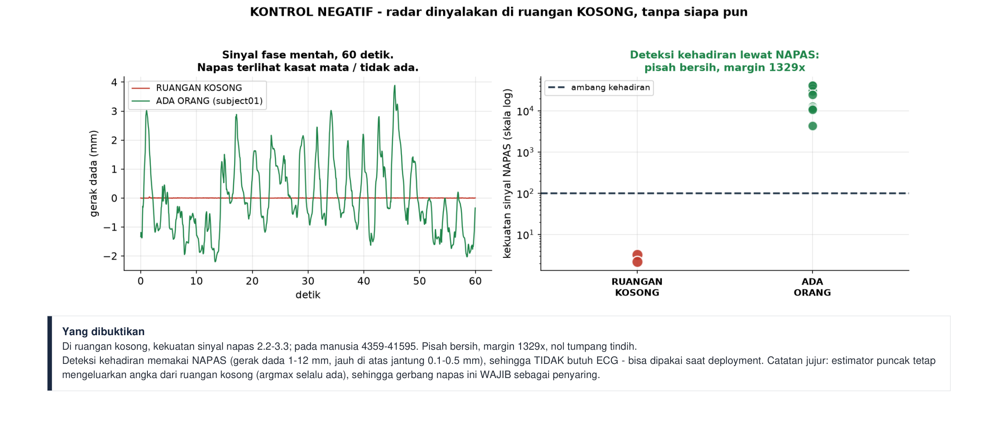 KONTROL NEGATIF - radar dinyalakan di ruangan KOSONG, tanpa siapa pun
Sinyal fase mentah, 60 detik.
Napas terlihat kasat mata / tidak ada.
4
3
2
1
0
−1
−2
gerak dada (mm)
RUANGAN KOSONG
ADA ORANG (subject01)
0 10 20 30 40 50 60
detik
Deteksi kehadiran lewat NAPAS:
pisah bersih, margin 1329x
kekuatan sinyal NAPAS (skala log)
10⁴
10³
10²
10¹
ambang kehadiran
RUANGAN
KOSONG
ADA
ORANG
Yang dibuktikan
Di ruangan kosong, kekuatan sinyal napas 2.2-3.3; pada manusia 4359-41595. Pisah bersih, margin 1329x, nol tumpang tindih.
Deteksi kehadiran memakai NAPAS (gerak dada 1-12 mm, jauh di atas jantung 0.1-0.5 mm), sehingga TIDAK butuh ECG - bisa dipakai saat deployment. Catatan jujur: estimator puncak tetap
mengeluarkan angka dari ruangan kosong (argmax selalu ada), sehingga gerbang napas ini WAJIB sebagai penyaring.